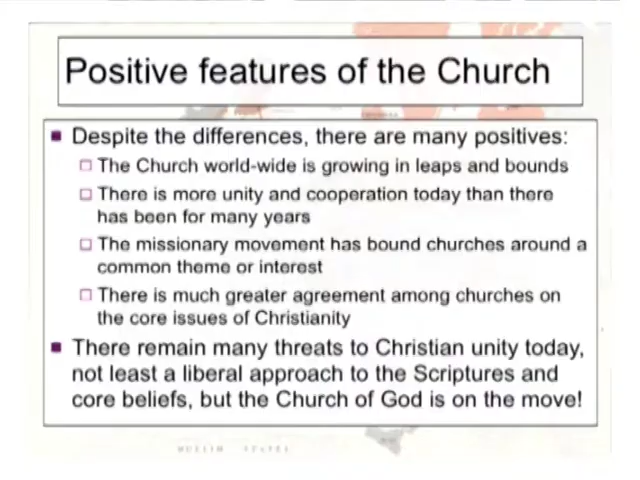 Positive features of the Church
Despite the differences, there are many positives:
The Church world-wide is growing in leaps and bounds
There is more unity and cooperation today than there
has been for many years
The missionary movement has bound churches around a
common theme or interest
There is much greater agreement among churches on
the core issues of Christianity
There remain many threats to Christian unity today,
not least a liberal approach to the Scriptures and
core beliefs, but the Church of God is on the move!